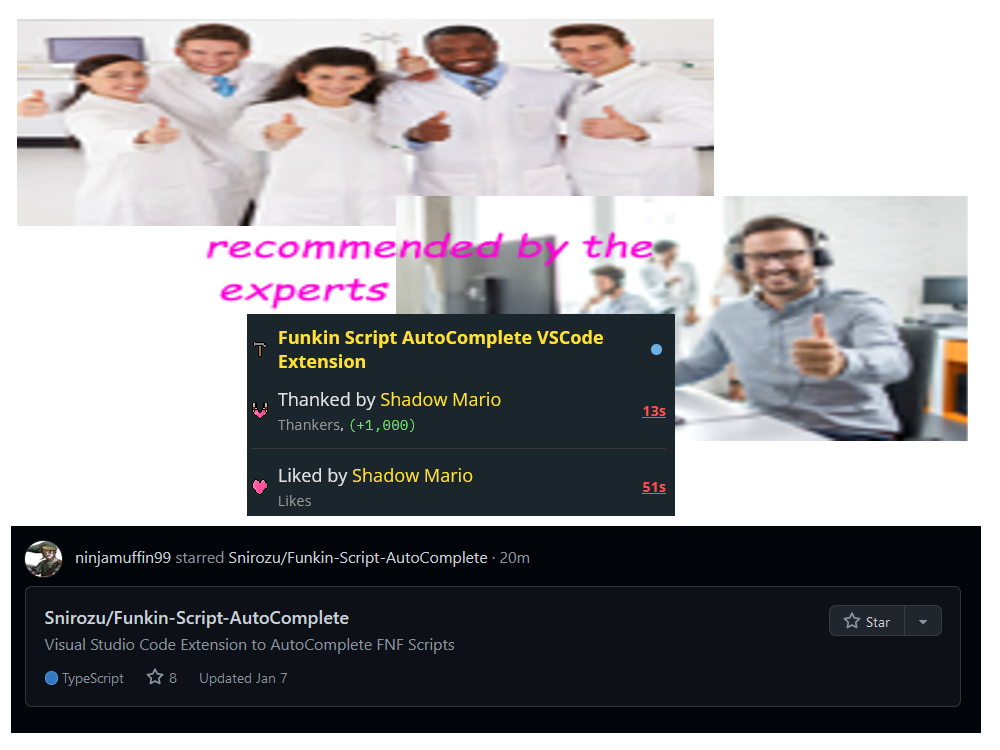 recommended by the
experts
Funkin Script AutoComplete VSCode
Extension
Thanked by Shadow Mario
13s
Thankers, (+1,000)
Liked by Shadow Mario
51s
Likes
ninjamuffin99 starred Snirozu/Funkin-Script-AutoComplete · 20m
Snirozu/Funkin-Script-AutoComplete
Star
Visual Studio Code Extension to AutoComplete FNF Scripts
TypeScript 8 Updated Jan 7